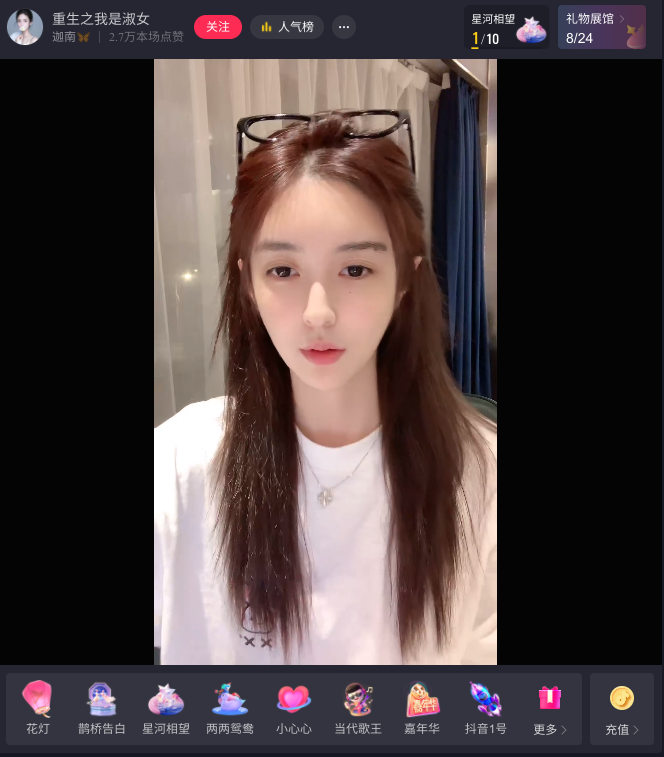 重生之我是淑女
迦南 | 2.7万本场点赞
关注
人气榜
星河相望
1/10
礼物展馆
8/24
花灯
鹊桥告白
星河相望
两两鸳鸯
小心心
当代歌王
嘉年华
嘉年华
抖音1号
更多
充值